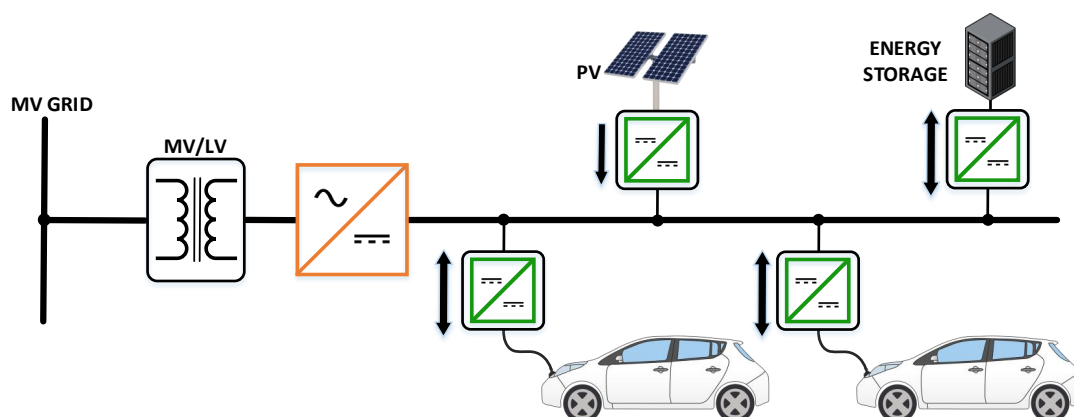 PV
ENERGY
STORAGE
MV GRID
MV/LV